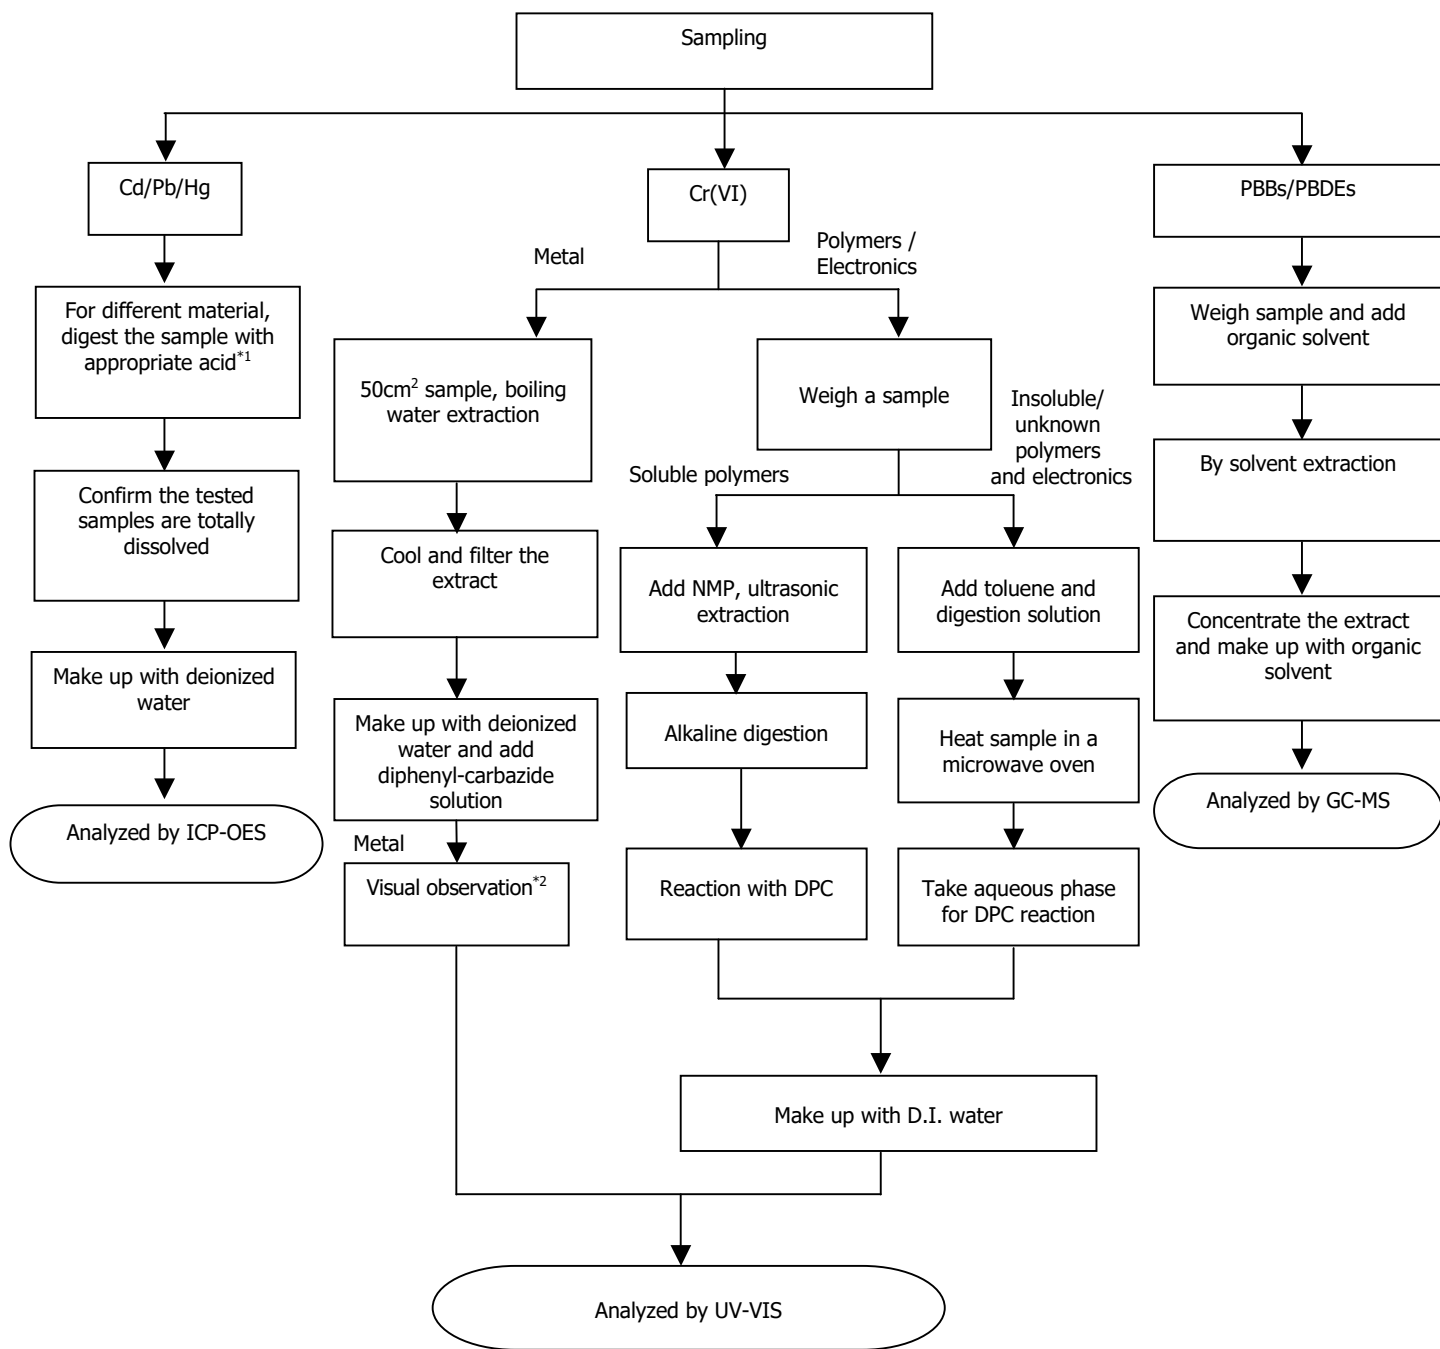 Sampling
Cd/Pb/Hg
Cr(VI)
PBBs/PBDEs
Metal
Polymers /
Electronics
For different material,
digest the sample with
appropriate acid*1
Weigh sample and add
organic solvent
50cm2 sample, boiling
water extraction
Weigh a sample
Insoluble/
unknown
polymers
and electronics
Soluble polymers
By solvent extraction
Confirm the tested
samples are totally
dissolved
Cool and filter the
extract
Add NMP, ultrasonic
extraction
Add toluene and
digestion solution
Concentrate the extract
and make up with organic
solvent
Make up with deionized
water
Make up with deionized
water and add
diphenyl-carbazide
solution
Alkaline digestion
Heat sample in a
microwave oven
Analyzed by GC-MS
Analyzed by ICP-OES
Metal
Visual observation*2
Reaction with DPC
Take aqueous phase
for DPC reaction
Make up with D.I. water
Analyzed by UV-VIS